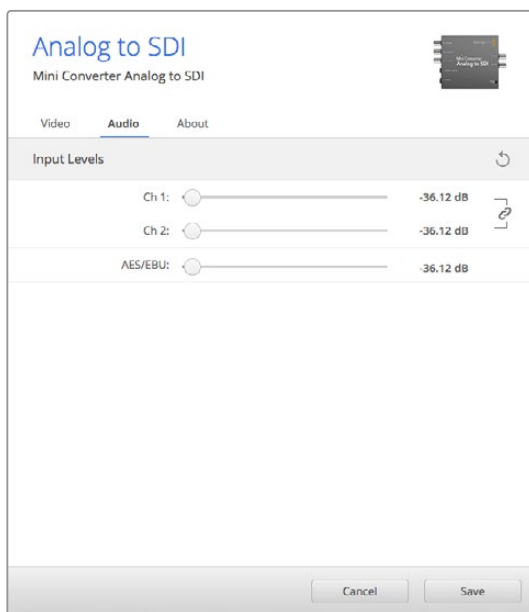 Analog to SDI
Mini Converter Analog to SDI
Mini Converter
Analog to SDI
Video Audio About
Input Levels
Ch 1: -36.12 dB
Ch 2: -36.12 dB
AES/EBU: -36.12 dB
Cancel Save